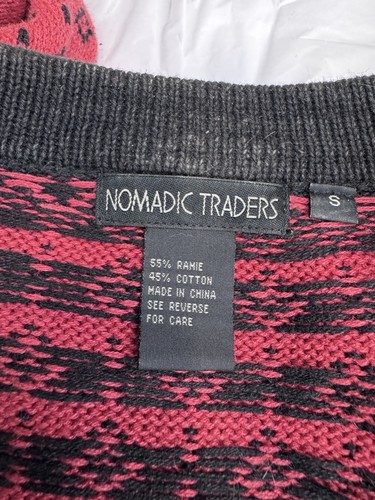 NOMADIC TRADERS
S
55% RAMIE
45% COTTON
MADE IN CHINA
SEE REVERSE
FOR CARE